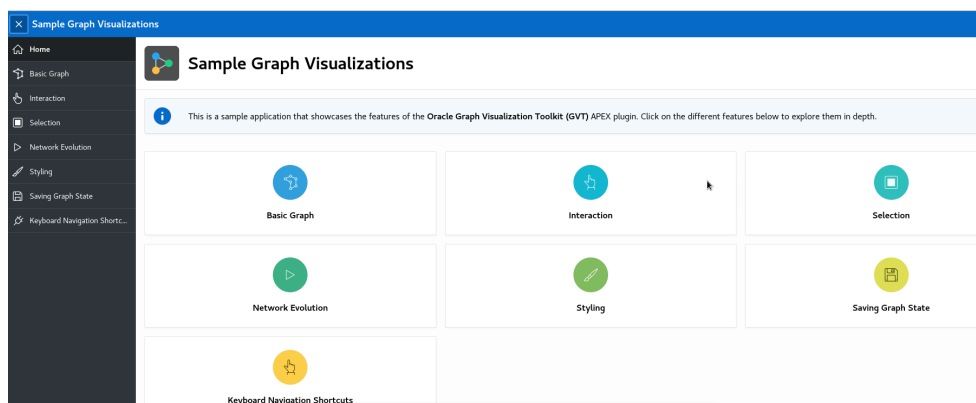 Sample Graph Visualizations
Home
Basic Graph
Interaction
Selection
Network Evolution
Styling
Saving Graph State
Keyboard Navigation Shortc...
Sample Graph Visualizations
This is a sample application that showcases the features of the Oracle Graph Visualization Toolkit (GVT) APEX plugin. Click on the different features below to explore them in depth.
Basic Graph
Interaction
Selection
Network Evolution
Styling
Saving Graph State
Keyboard Navigation Shortcuts